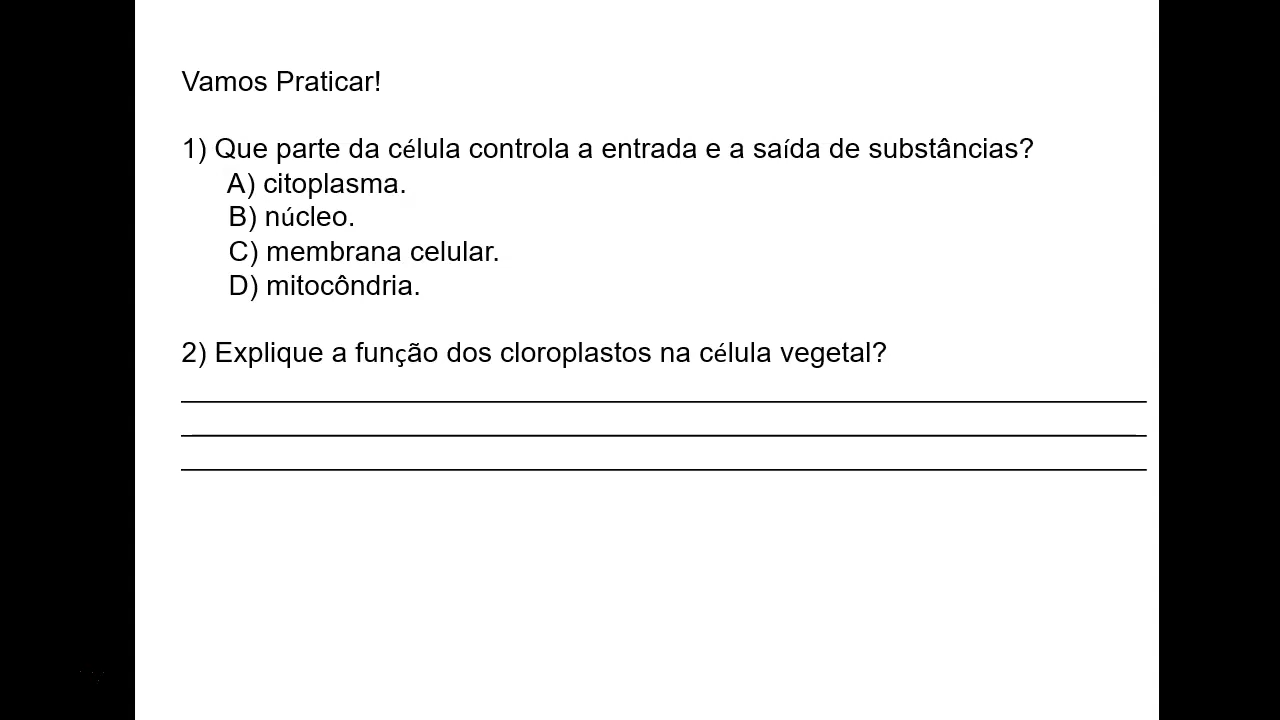 Vamos Praticar!
1) Que parte da célula controla a entrada e a saída de substâncias?
A) citoplasma.
B) núcleo.
C) membrana celular.
D) mitocôndria.
2) Explique a função dos cloroplastos na célula vegetal?